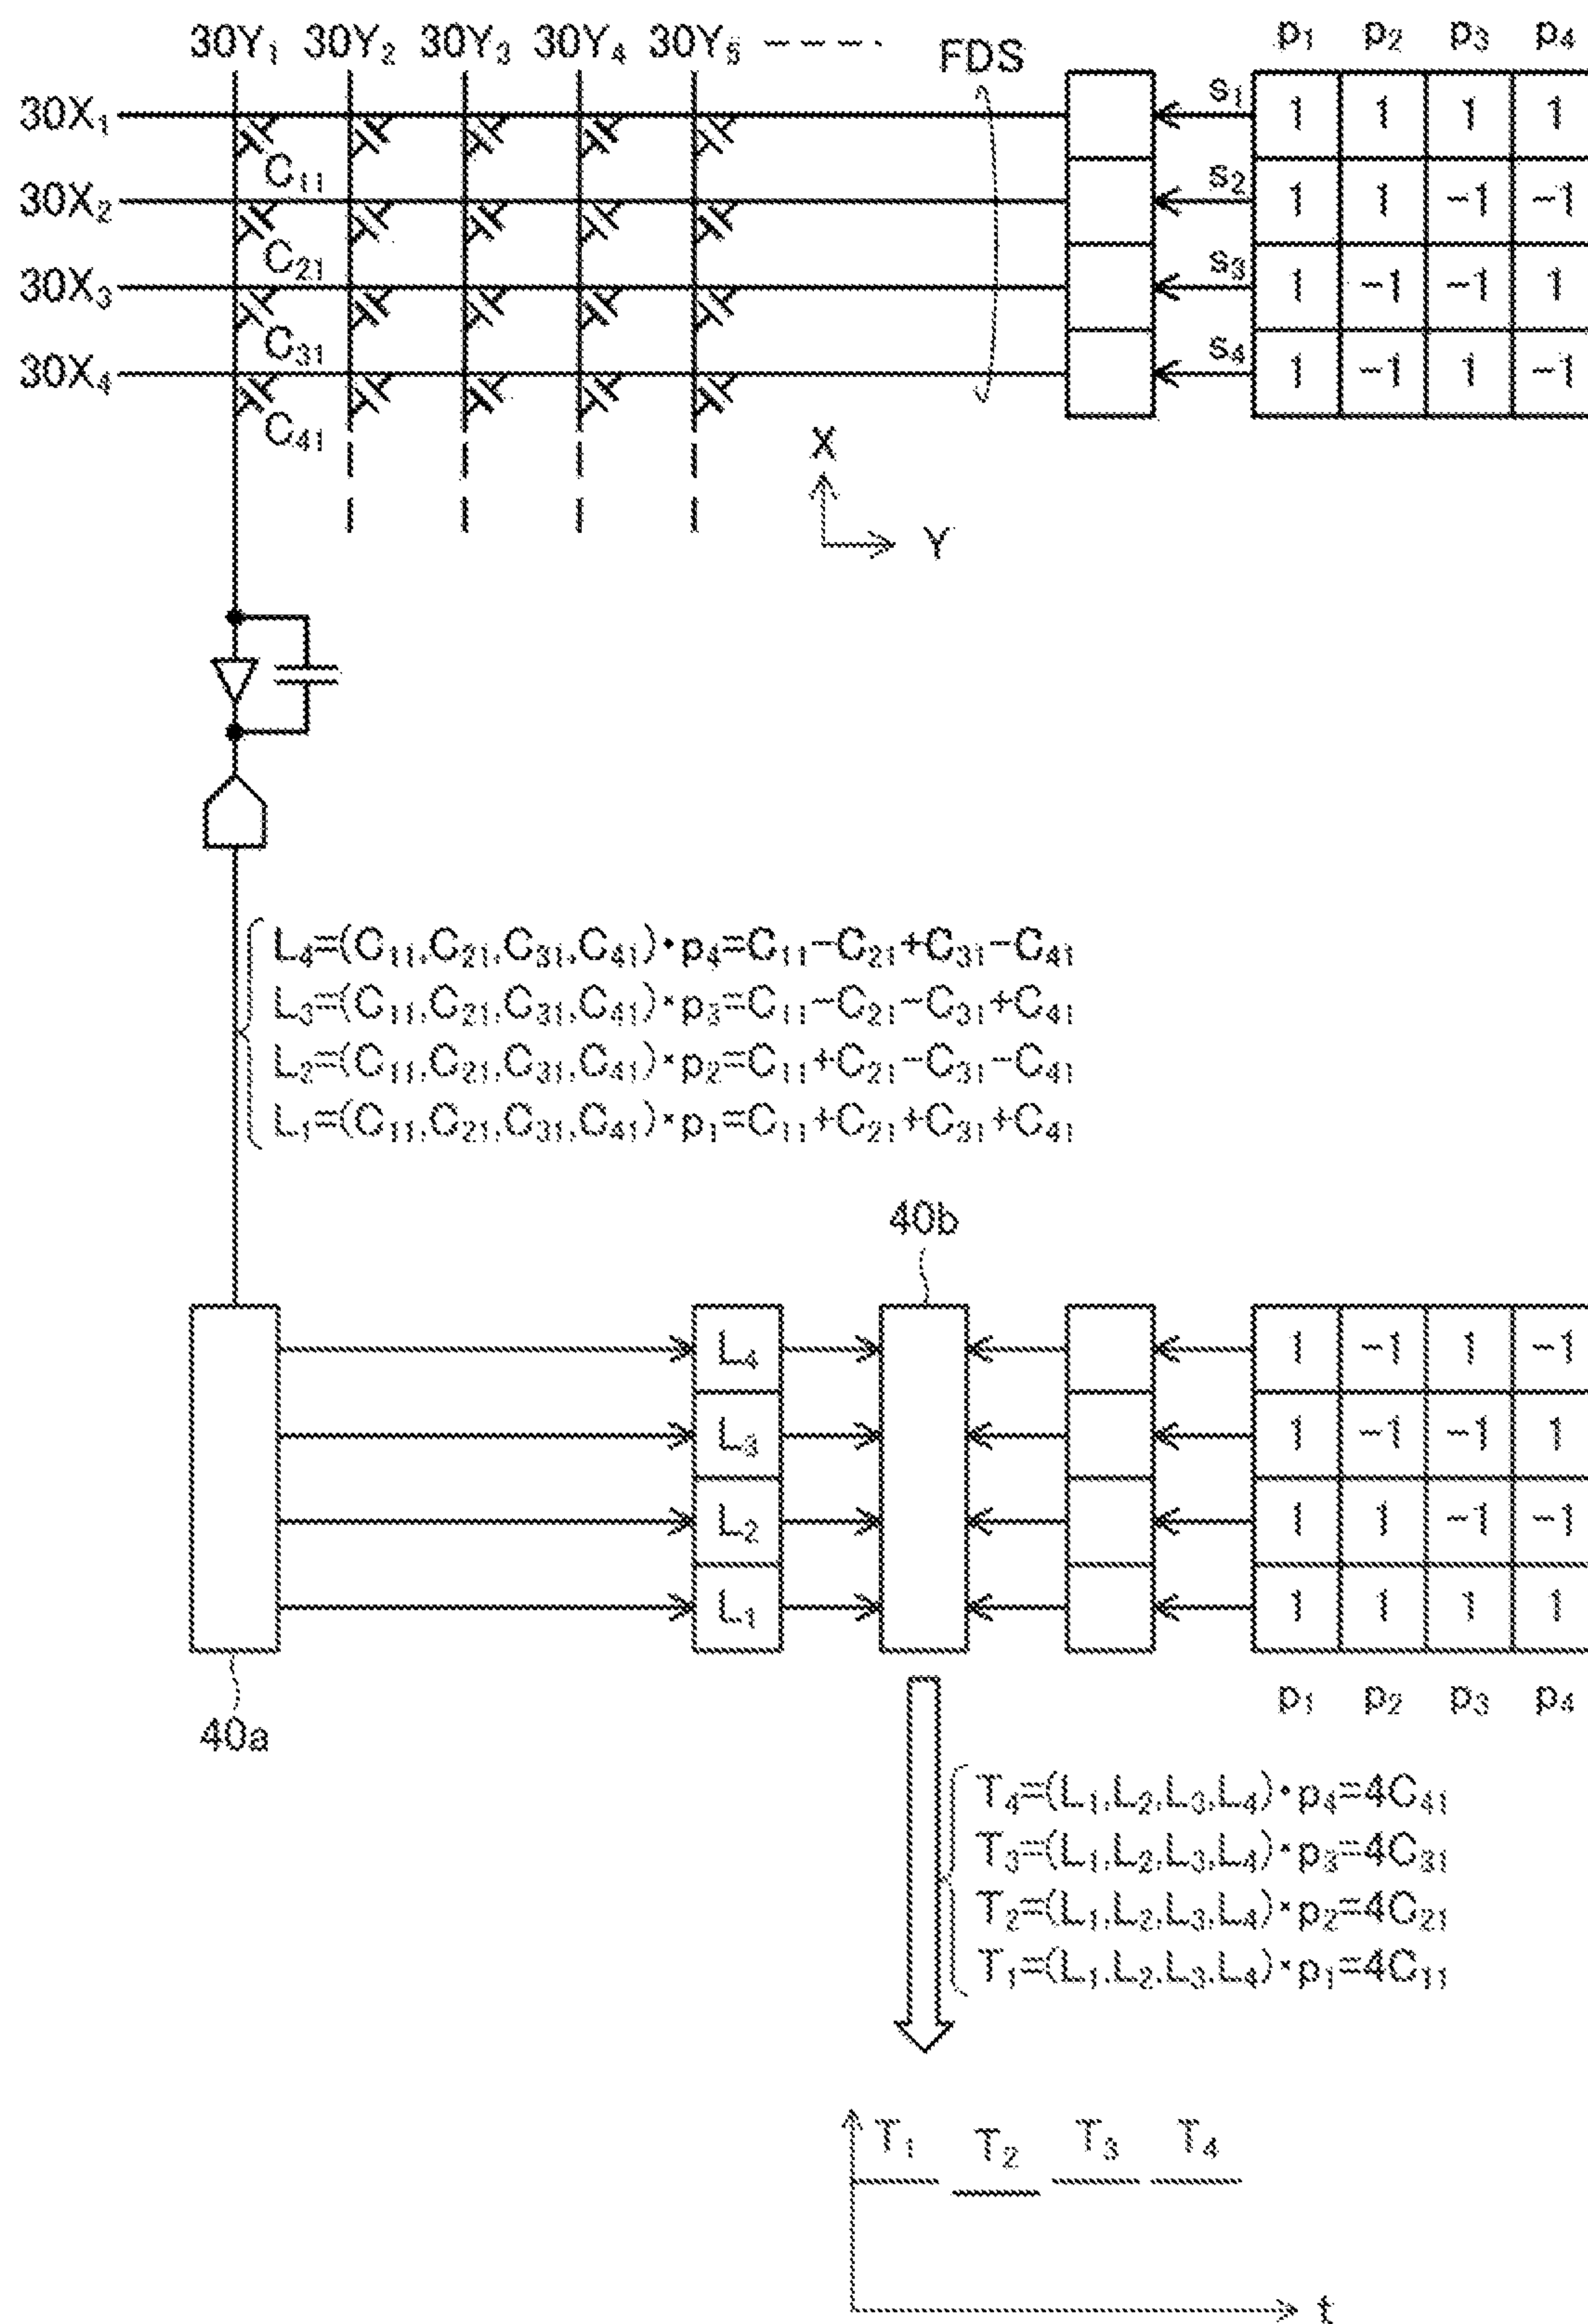 30Y₁ 30Y₂ 30Y₃ 30Y₄ 30Y₅ ---- FDS p₁ p₂ p₃ p₄
30X₁ s₁ 1 1 1 1
C₁₁
30X₂ s₂ 1 1 -1 -1
C₂₁
30X₃ s₃ 1 -1 -1 1
C₃₁
30X₄ s₄ 1 -1 1 -1
C₄₁
X
Y
L₄=(C₁₁,C₂₁,C₃₁,C₄₁)·p₄=C₁₁-C₂₁+C₃₁-C₄₁
L₃=(C₁₁,C₂₁,C₃₁,C₄₁)·p₃=C₁₁-C₂₁-C₃₁+C₄₁
L₂=(C₁₁,C₂₁,C₃₁,C₄₁)·p₂=C₁₁+C₂₁-C₃₁-C₄₁
L₁=(C₁₁,C₂₁,C₃₁,C₄₁)·p₁=C₁₁+C₂₁+C₃₁+C₄₁
40b
L₄ 1 -1 1 -1
L₃ 1 -1 -1 1
L₂ 1 1 -1 -1
L₁ 1 1 1 1
p₁ p₂ p₃ p₄
40a
T₄=(L₁,L₂,L₃,L₄)·p₄=4C₄₁
T₃=(L₁,L₂,L₃,L₄)·p₃=4C₃₁
T₂=(L₁,L₂,L₃,L₄)·p₂=4C₂₁
T₁=(L₁,L₂,L₃,L₄)·p₁=4C₁₁
T₁ T₂ T₃ T₄
t